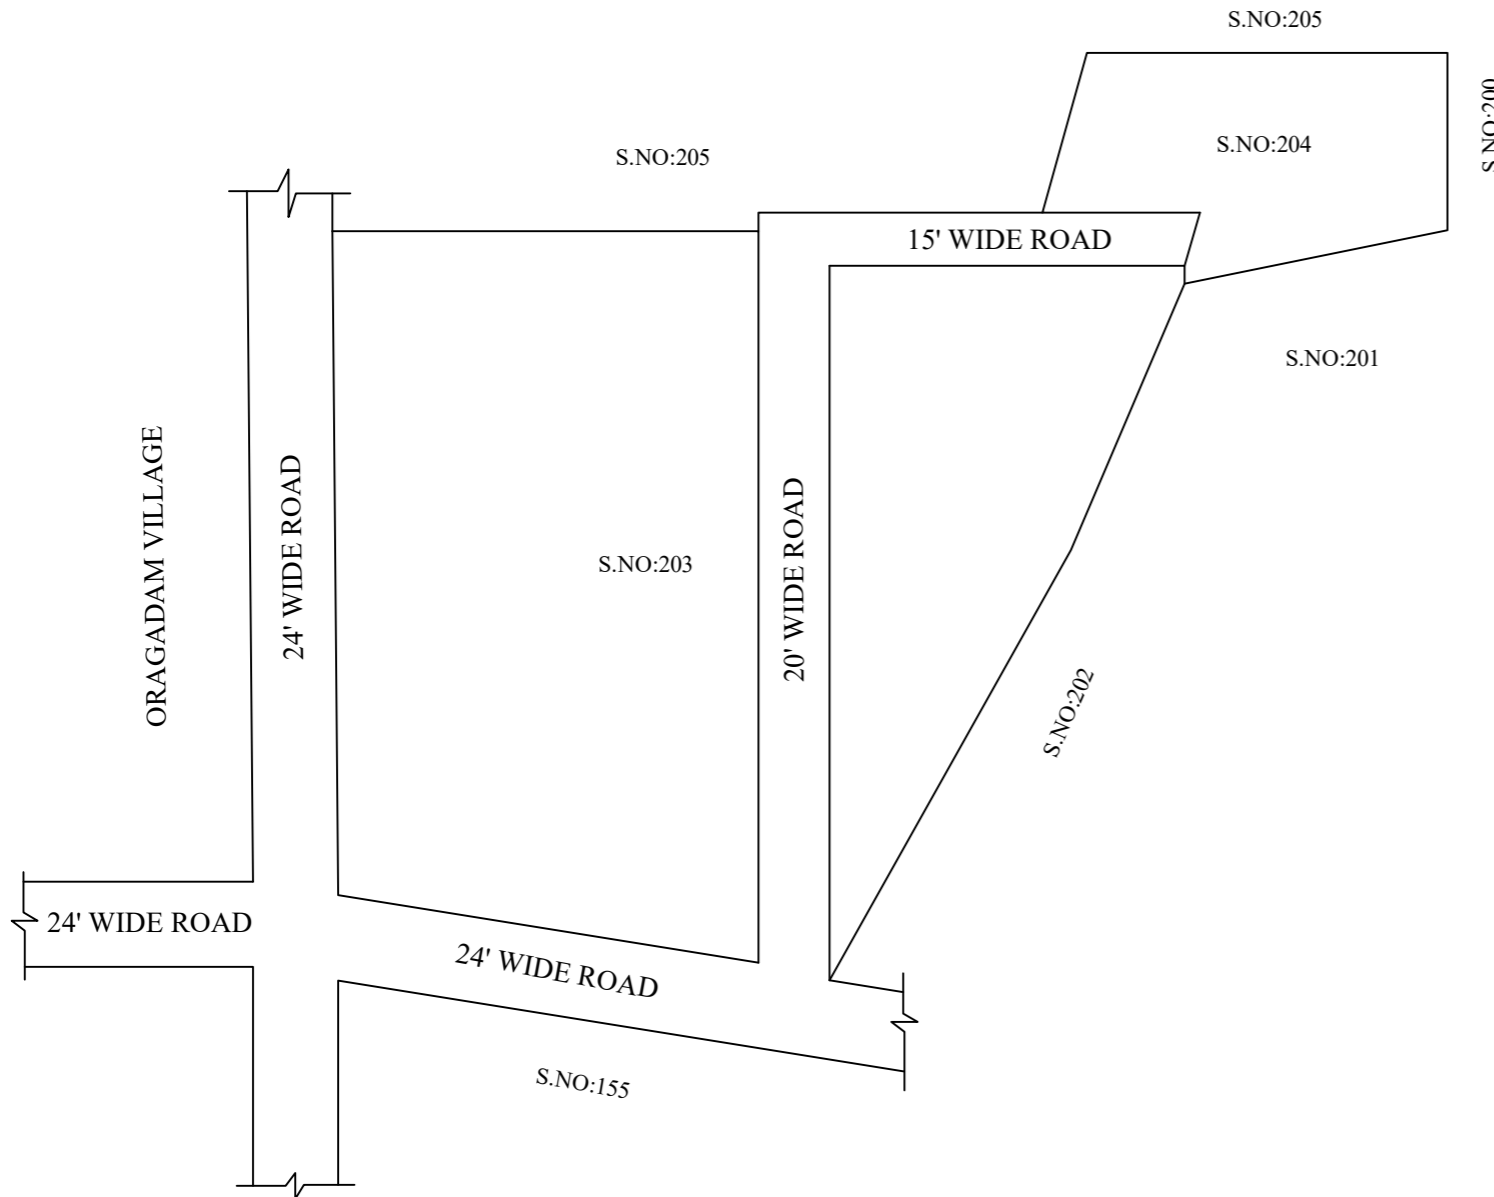 S.NO:205
S.NO:200
S.NO:204
S.NO:205
15' WIDE ROAD
S.NO:201
ORAGADAM VILLAGE
24' WIDE ROAD
S.NO:203
20' WIDE ROAD
S.NO:202
24' WIDE ROAD
24' WIDE ROAD
S.NO:155